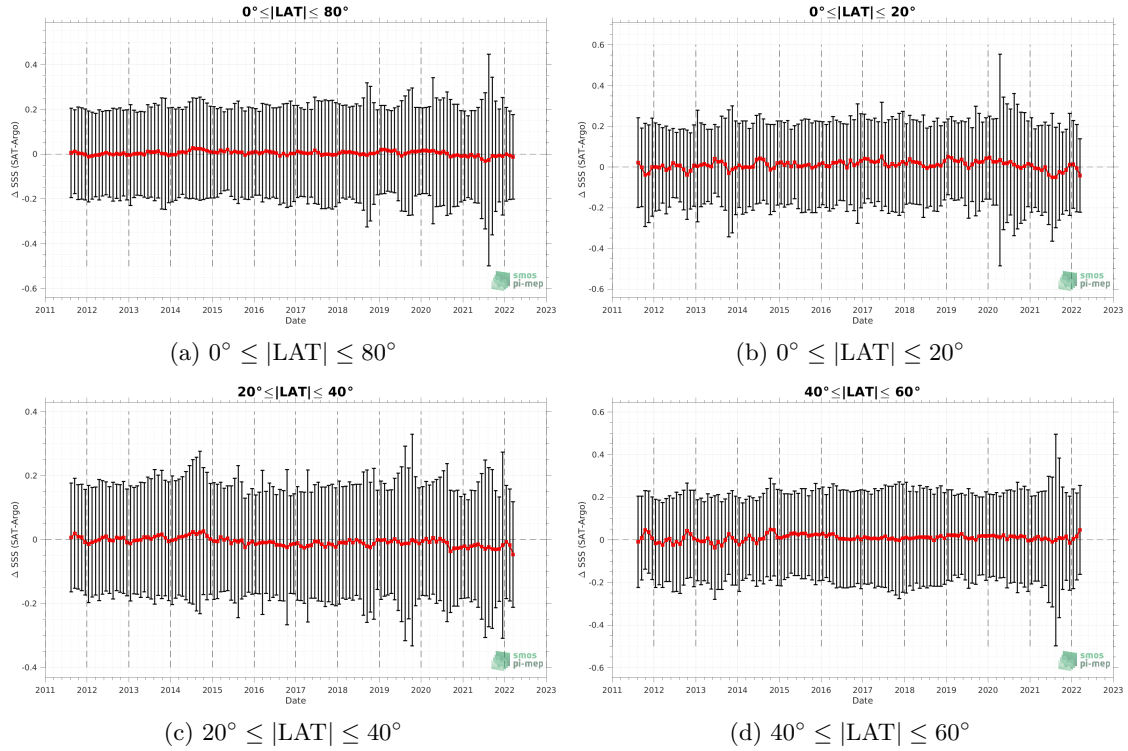 0°≤|LAT|≤ 80°
Δ SSS (SAT-Argo)
0.4
0.2
0
-0.2
-0.4
-0.6
2011 2012 2013 2014 2015 2016 2017 2018 2019 2020 2021 2022 2023
Date
smos
pi-mep
(a) 0° ≤ |LAT| ≤ 80°
0°≤|LAT|≤ 20°
Δ SSS (SAT-Argo)
0.6
0.4
0.2
0
-0.2
-0.4
-0.6
2011 2012 2013 2014 2015 2016 2017 2018 2019 2020 2021 2022 2023
Date
smos
pi-mep
(b) 0° ≤ |LAT| ≤ 20°
20°≤|LAT|≤ 40°
Δ SSS (SAT-Argo)
0.4
0.2
0
-0.2
-0.4
2011 2012 2013 2014 2015 2016 2017 2018 2019 2020 2021 2022 2023
Date
smos
pi-mep
(c) 20° ≤ |LAT| ≤ 40°
40°≤|LAT|≤ 60°
Δ SSS (SAT-Argo)
0.6
0.4
0.2
0
-0.2
-0.4
-0.6
2011 2012 2013 2014 2015 2016 2017 2018 2019 2020 2021 2022 2023
Date
smos
pi-mep
(d) 40° ≤ |LAT| ≤ 60°